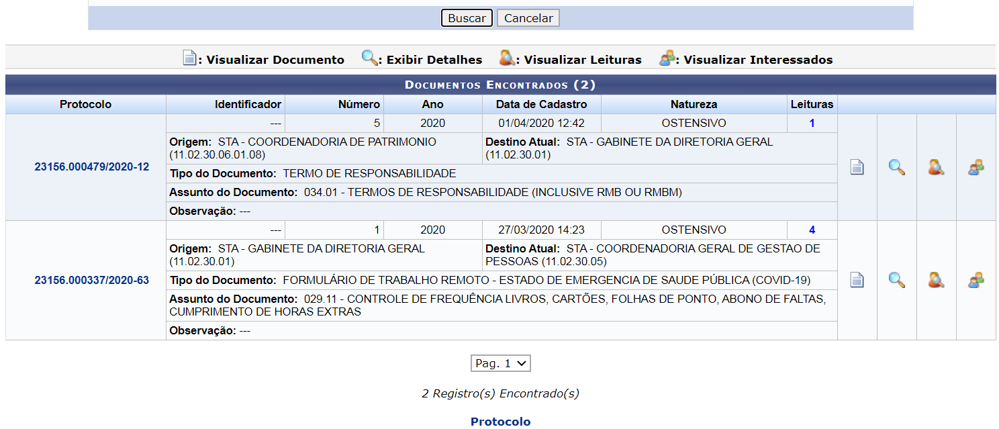 Buscar Cancelar
: Visualizar Documento : Exibir Detalhes : Visualizar Leituras : Visualizar Interessados
Documentos Encontrados (2)
Protocolo Identificador Número Ano Data de Cadastro Natureza Leituras
23156.000479/2020-12
--- 5 2020 01/04/2020 12:42 OSTENSIVO 1
Origem: STA - COORDENADORIA DE PATRIMONIO
(11.02.30.06.01.08)
Destino Atual: STA - GABINETE DA DIRETORIA GERAL
(11.02.30.01)
Tipo do Documento: TERMO DE RESPONSABILIDADE
Assunto do Documento: 034.01 - TERMOS DE RESPONSABILIDADE (INCLUSIVE RMB OU RMBM)
Observação: ---
23156.000337/2020-63
--- 1 2020 27/03/2020 14:23 OSTENSIVO 4
Origem: STA - GABINETE DA DIRETORIA GERAL
(11.02.30.01)
Destino Atual: STA - COORDENADORIA GERAL DE GESTAO DE
PESSOAS (11.02.30.05)
Tipo do Documento: FORMULÁRIO DE TRABALHO REMOTO - ESTADO DE EMERGENCIA DE SAUDE PÚBLICA (COVID-19)
Assunto do Documento: 029.11 - CONTROLE DE FREQUÊNCIA LIVROS, CARTÕES, FOLHAS DE PONTO, ABONO DE FALTAS,
CUMPRIMENTO DE HORAS EXTRAS
Observação: ---
Pag. 1
2 Registro(s) Encontrado(s)
Protocolo